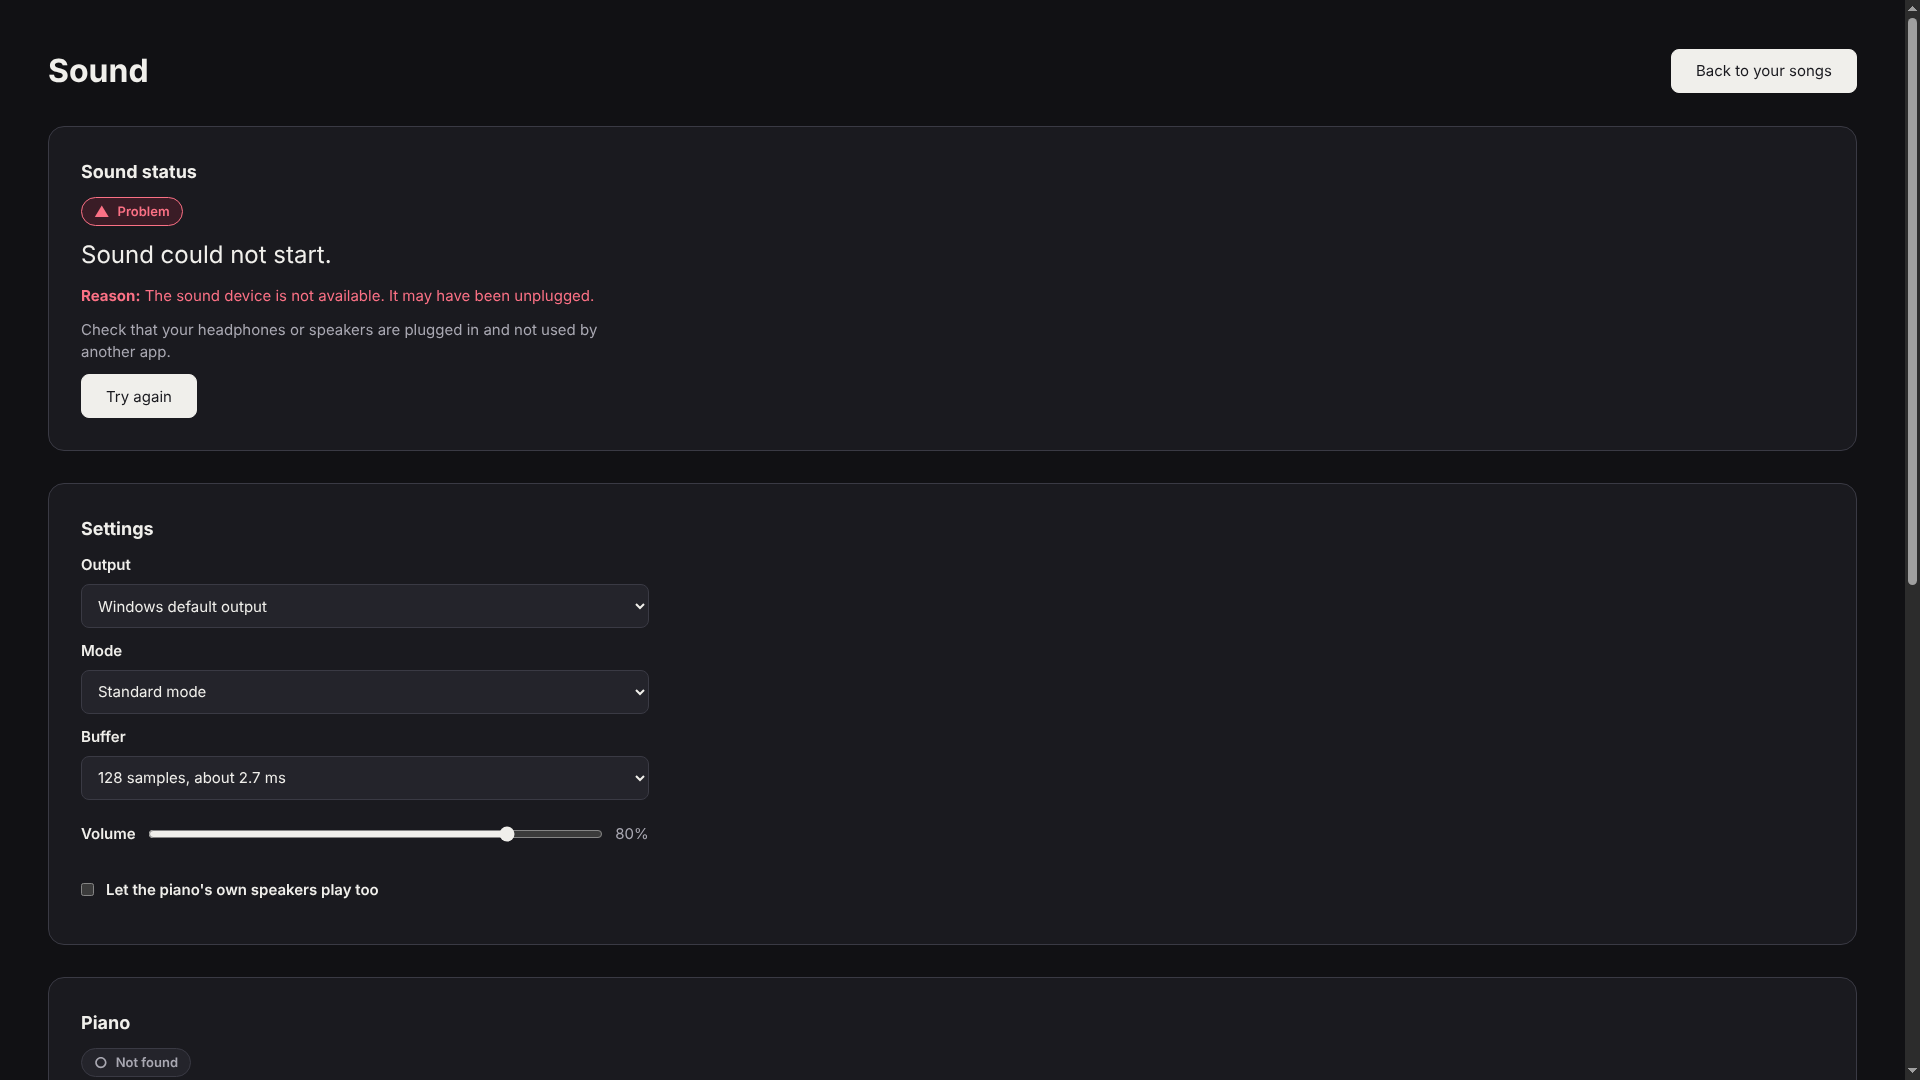 Sound
Back to your songs
Sound status
Problem
Sound could not start.
Reason: The sound device is not available. It may have been unplugged.
Check that your headphones or speakers are plugged in and not used by
another app.
Try again
Settings
Output
Windows default output
Mode
Standard mode
Buffer
128 samples, about 2.7 ms
Volume 80%
Let the piano's own speakers play too
Piano
Not found